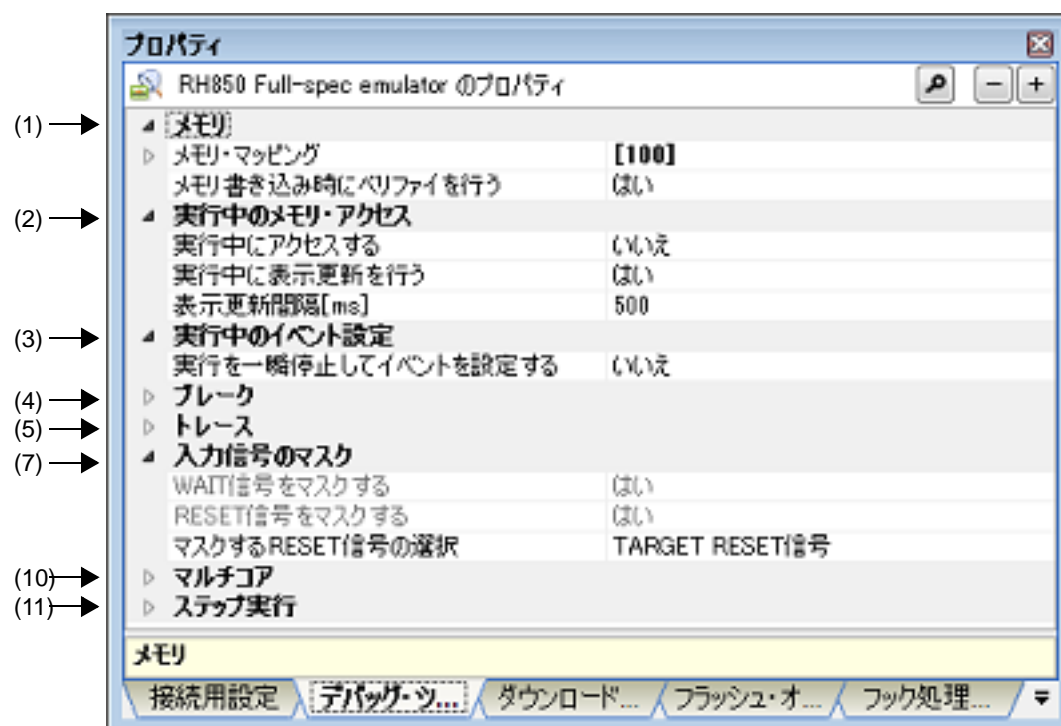 プロパティ
RH850 Full-spec emulator のプロパティ
(1) メモリ
メモリ・マッピング [100]
メモリ書き込み時にベリファイを行う はい
(2) 実行中のメモリ・アクセス
実行中にアクセスする いいえ
実行中に表示更新を行う はい
表示更新間隔[ms] 500
(3) 実行中のイベント設定
実行を一瞬停止してイベントを設定する いいえ
(4) ブレーク
(5) トレース
(7) 入力信号のマスク
WAIT信号をマスクする はい
RESET信号をマスクする はい
マスクするRESET信号の選択 TARGET RESET信号
(10) マルチコア
(11) ステップ実行
メモリ
接続用設定 デバッグ・ツ... ダウンロード... フラッシュ・オ... フック処理...